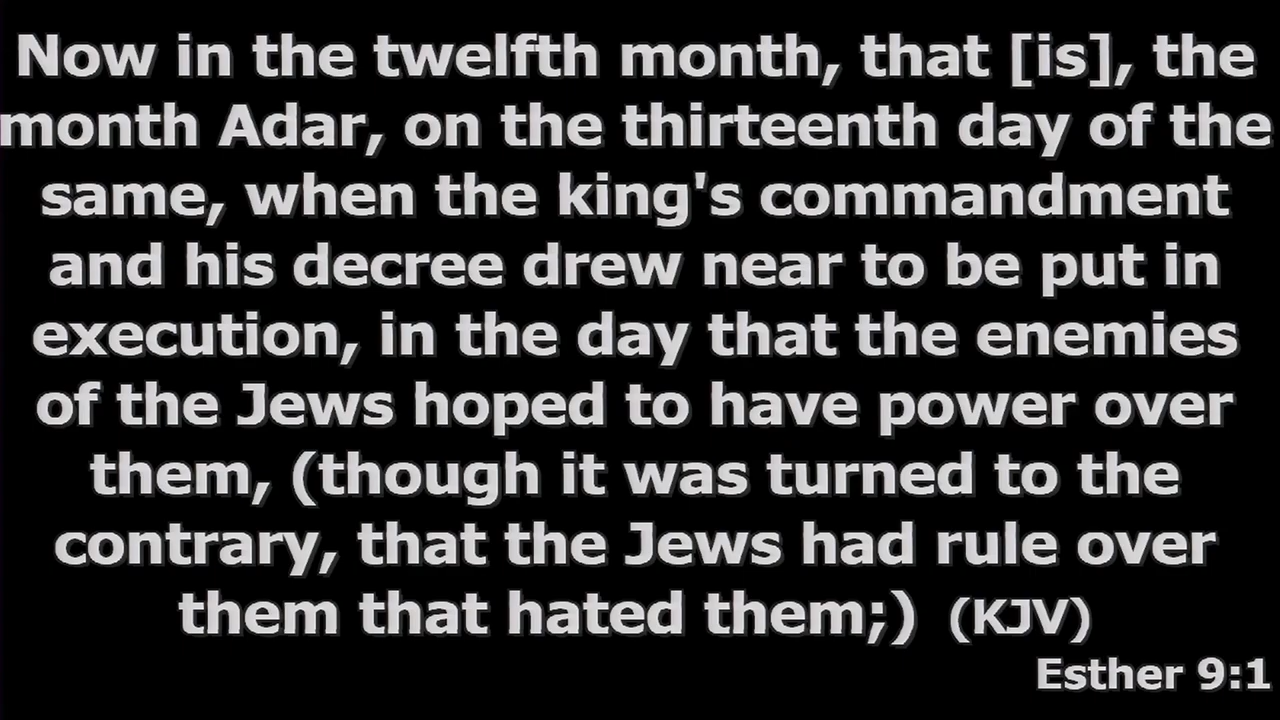 Now in the twelfth month, that [is], the
month Adar, on the thirteenth day of the
same, when the king's commandment
and his decree drew near to be put in
execution, in the day that the enemies
of the Jews hoped to have power over
them, (though it was turned to the
contrary, that the Jews had rule over
them that hated them;) (KJV)
Esther 9:1